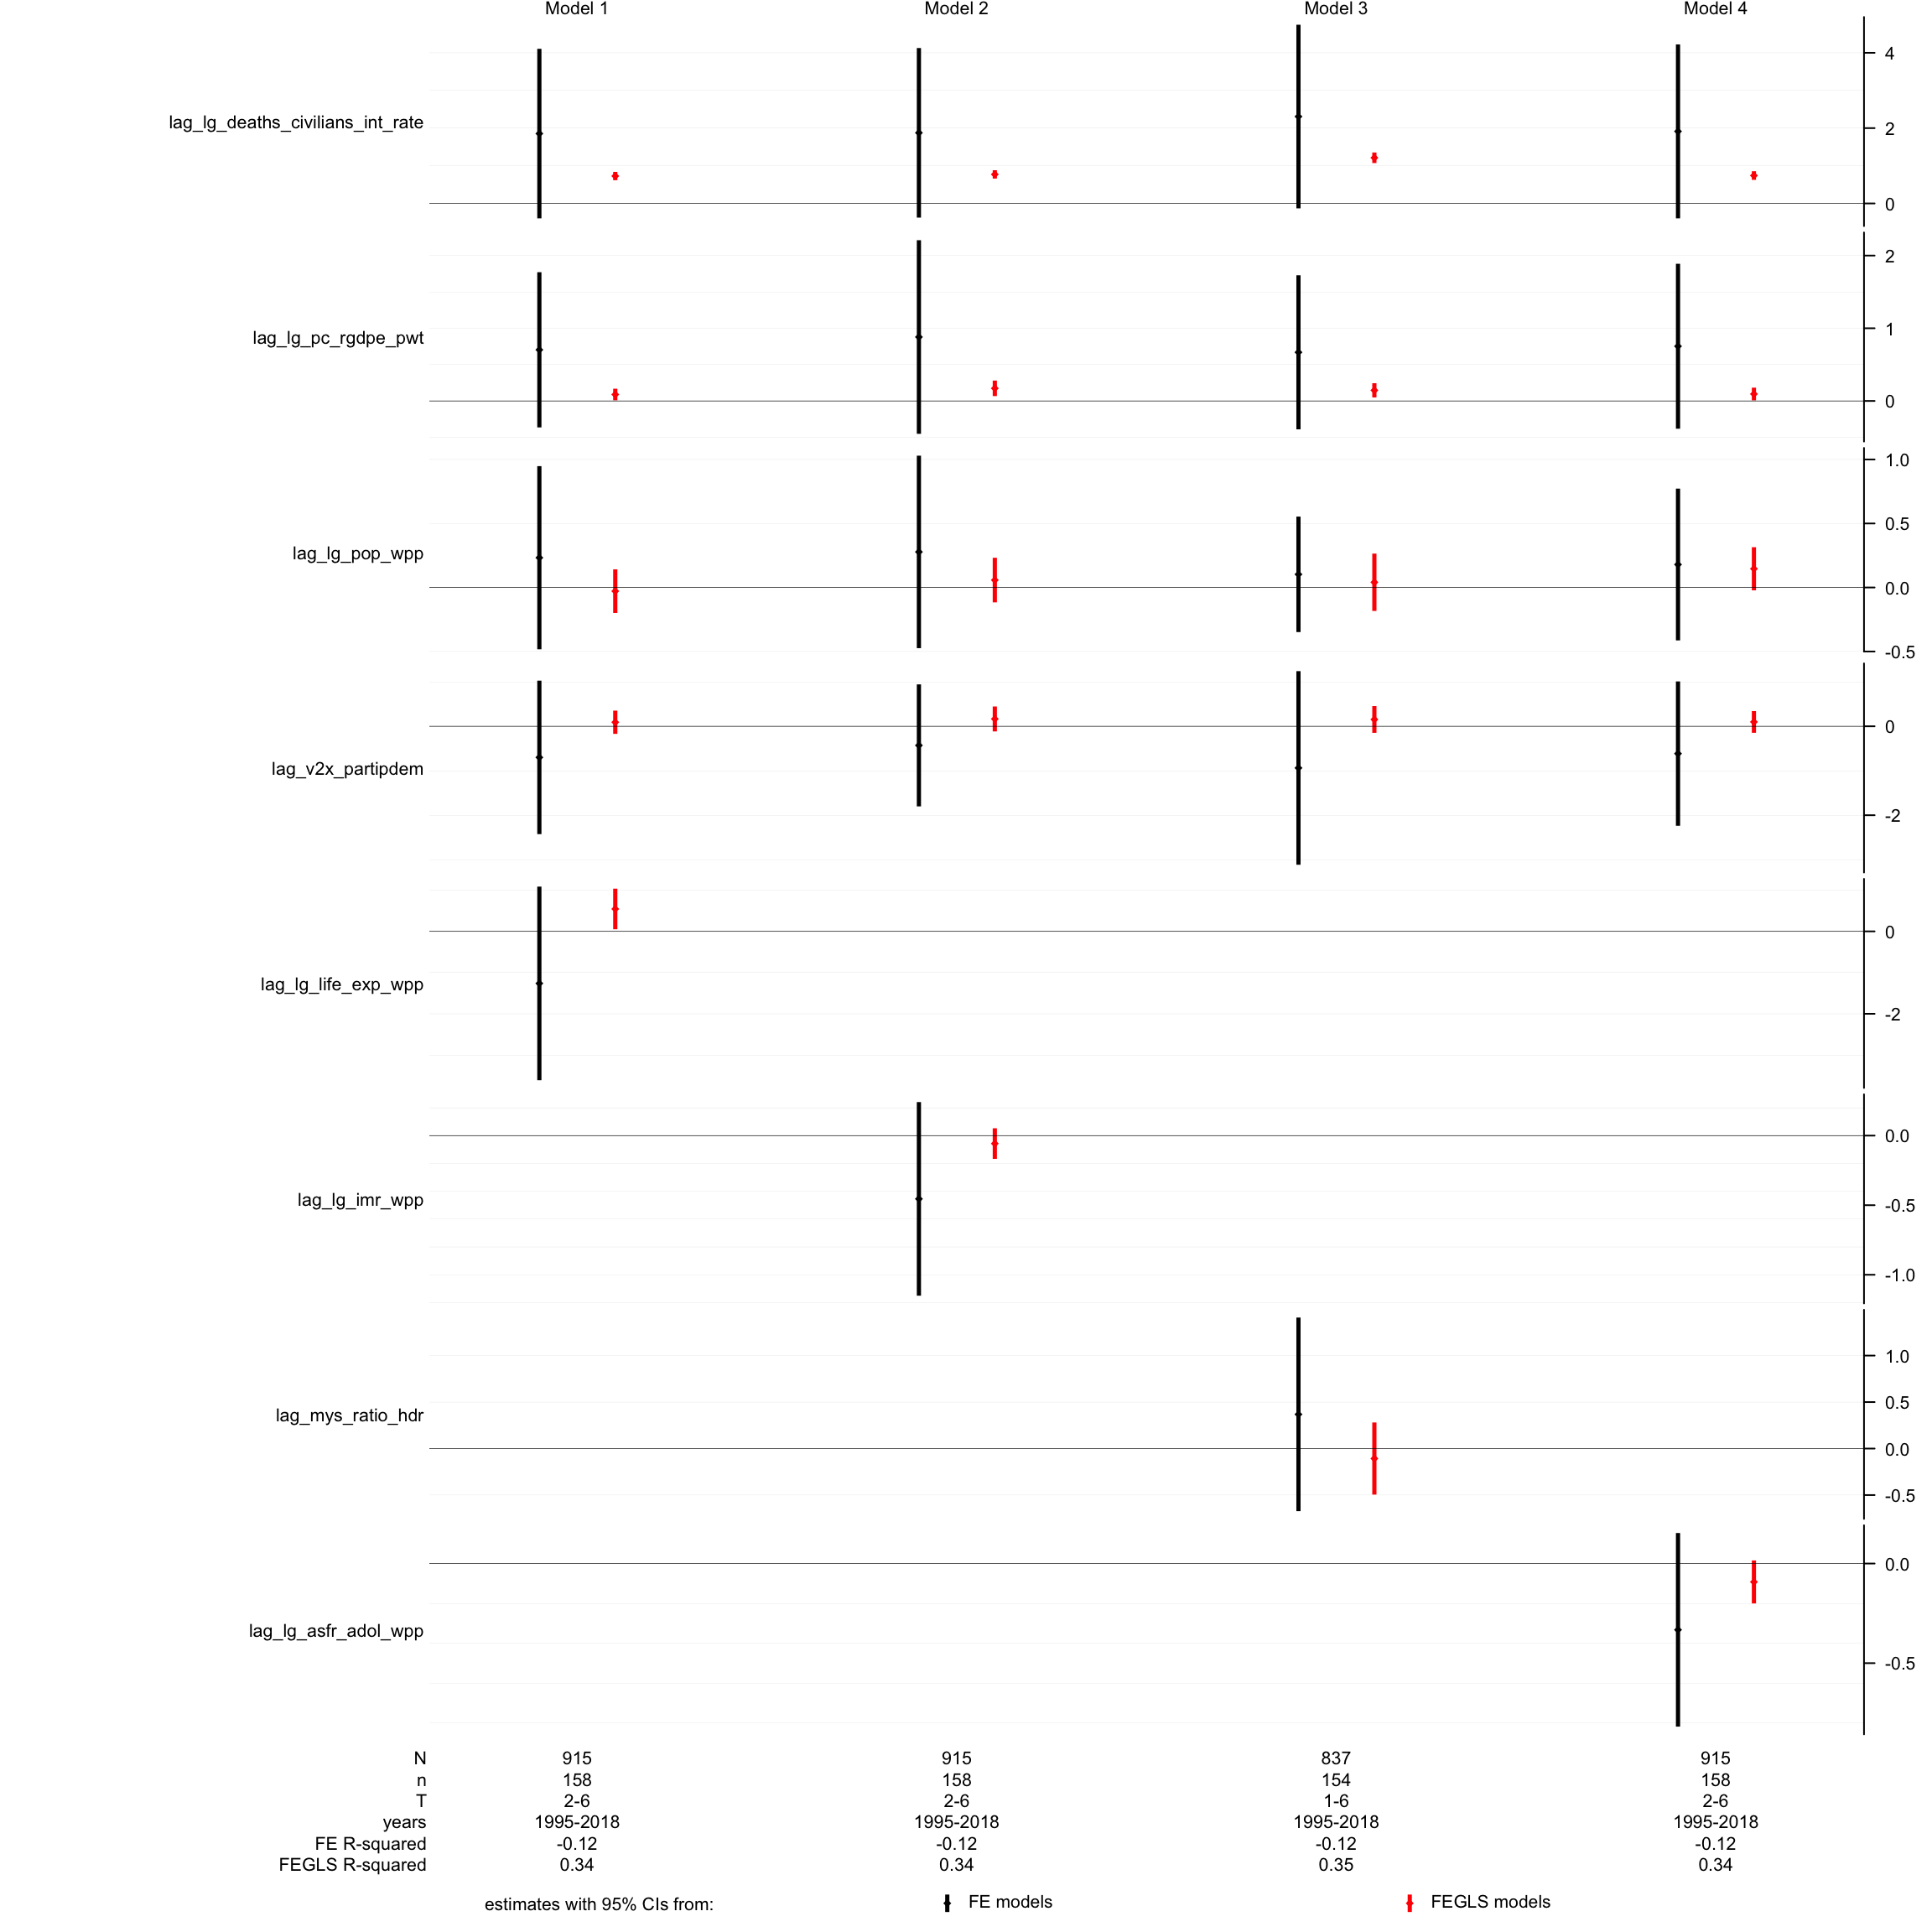 Model 1 Model 2 Model 3 Model 4
lag_lg_deaths_civilians_int_rate
4
2
0
lag_lg_pc_rgdpe_pwt
2
1
0
lag_lg_pop_wpp
1.0
0.5
0.0
-0.5
lag_v2x_partipdem
0
-2
lag_lg_life_exp_wpp
0
-2
lag_lg_imr_wpp
0.0
-0.5
-1.0
lag_mys_ratio_hdr
1.0
0.5
0.0
-0.5
lag_lg_asfr_adol_wpp
0.0
-0.5
N 915 915 837 915
n 158 158 154 158
T 2-6 2-6 1-6 2-6
years 1995-2018 1995-2018 1995-2018 1995-2018
FE R-squared -0.12 -0.12 -0.12 -0.12
FEGLS R-squared 0.34 0.34 0.35 0.34
estimates with 95% CIs from: FE models FEGLS models